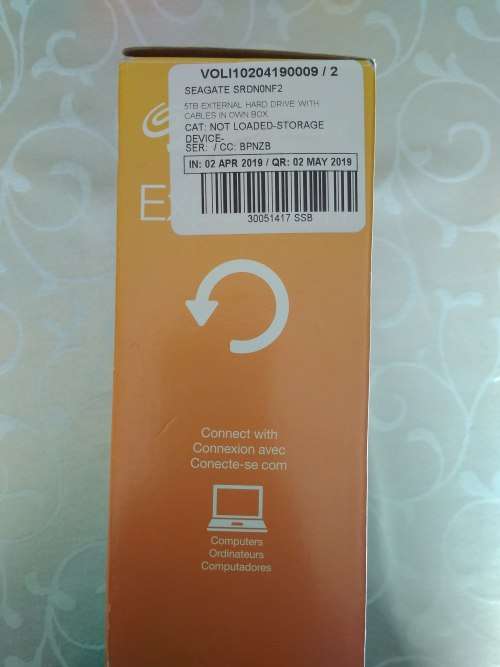 VOLI10204190009 / 2
SEAGATE SRDN0NF2
5TB EXTERNAL HARD DRIVE WITH
CABLES IN OWN BOX
CAT: NOT LOADED-STORAGE
DEVICE-
SER: / CC: BPNZB
IN: 02 APR 2019 / QR: 02 MAY 2019
30051417 SSB
Connect with
Connexion avec
Conecte-se com
Computers
Ordinateurs
Computadores